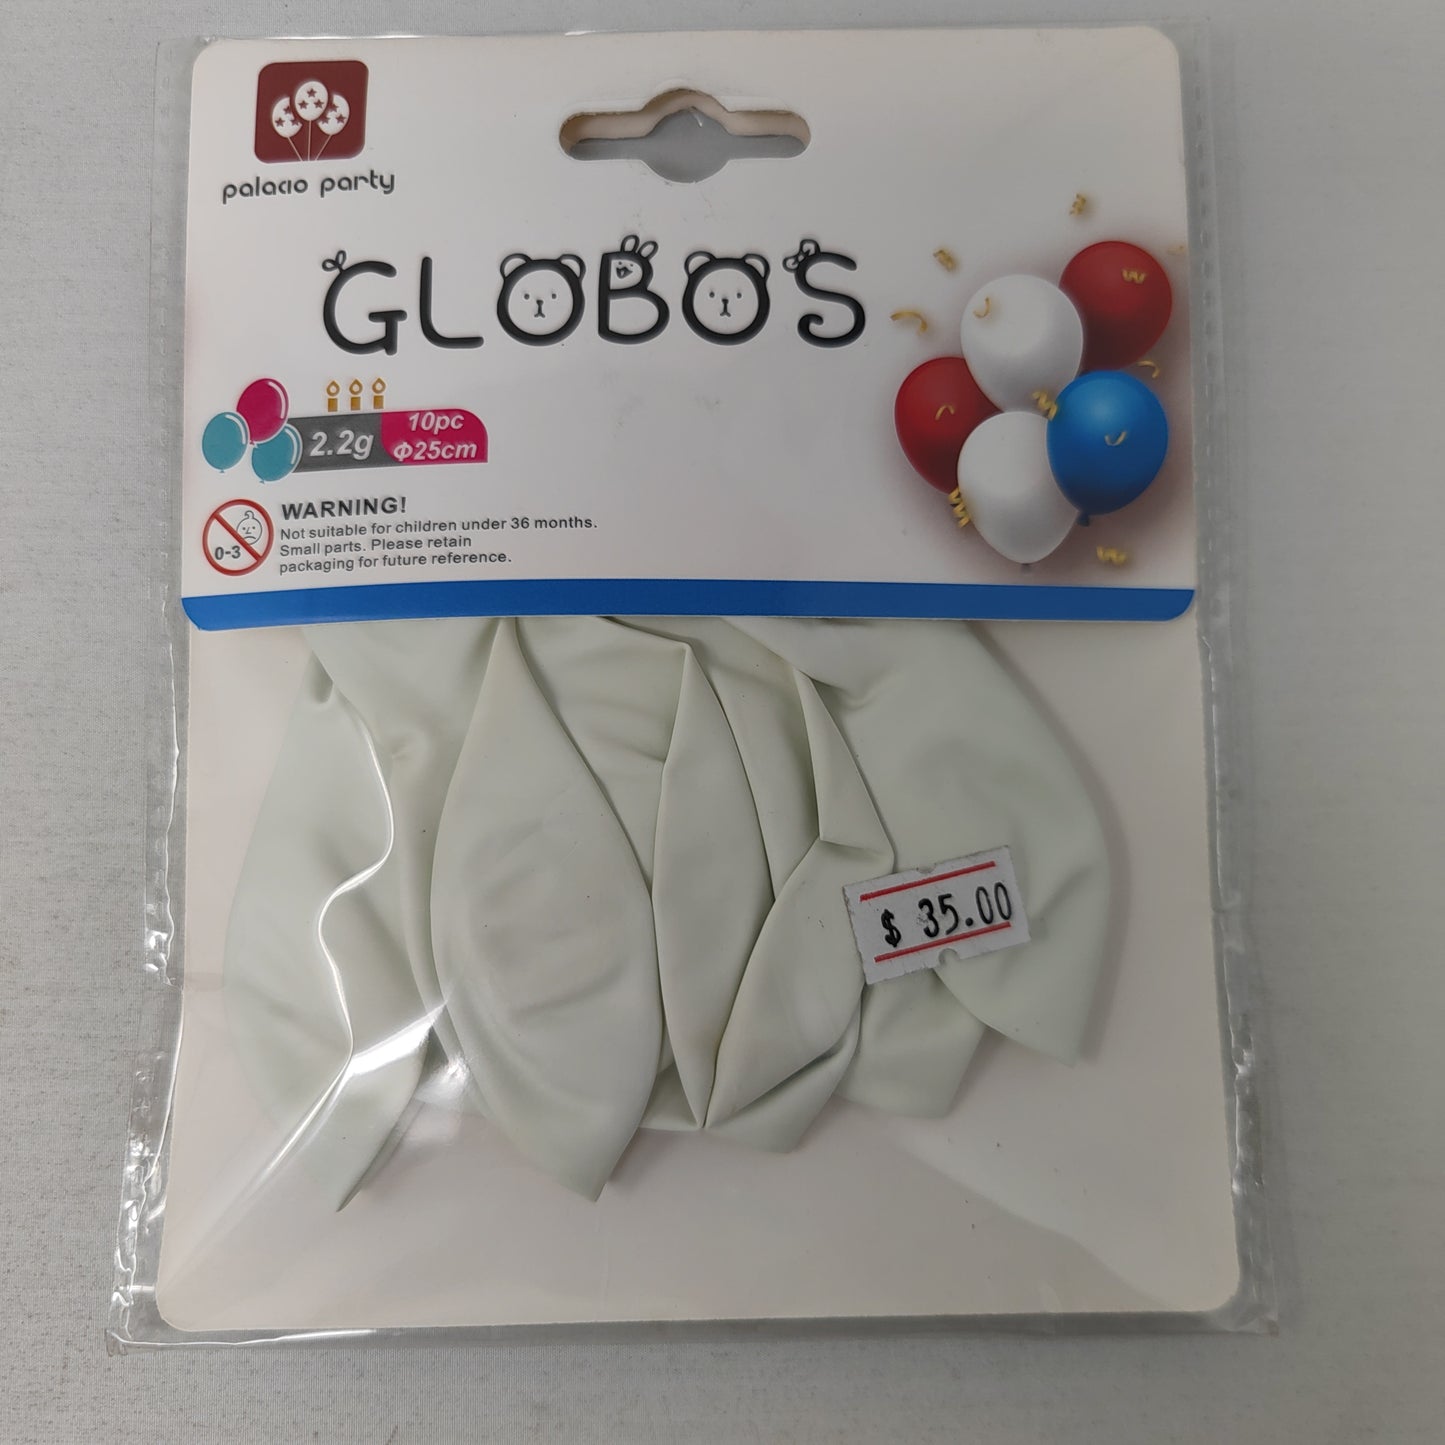 palacio party
GLOBOS
2.2g
10pc
Φ25cm
WARNING!
0-3
Not suitable for children under 36 months.
Small parts. Please retain
packaging for future reference.
$ 35.00